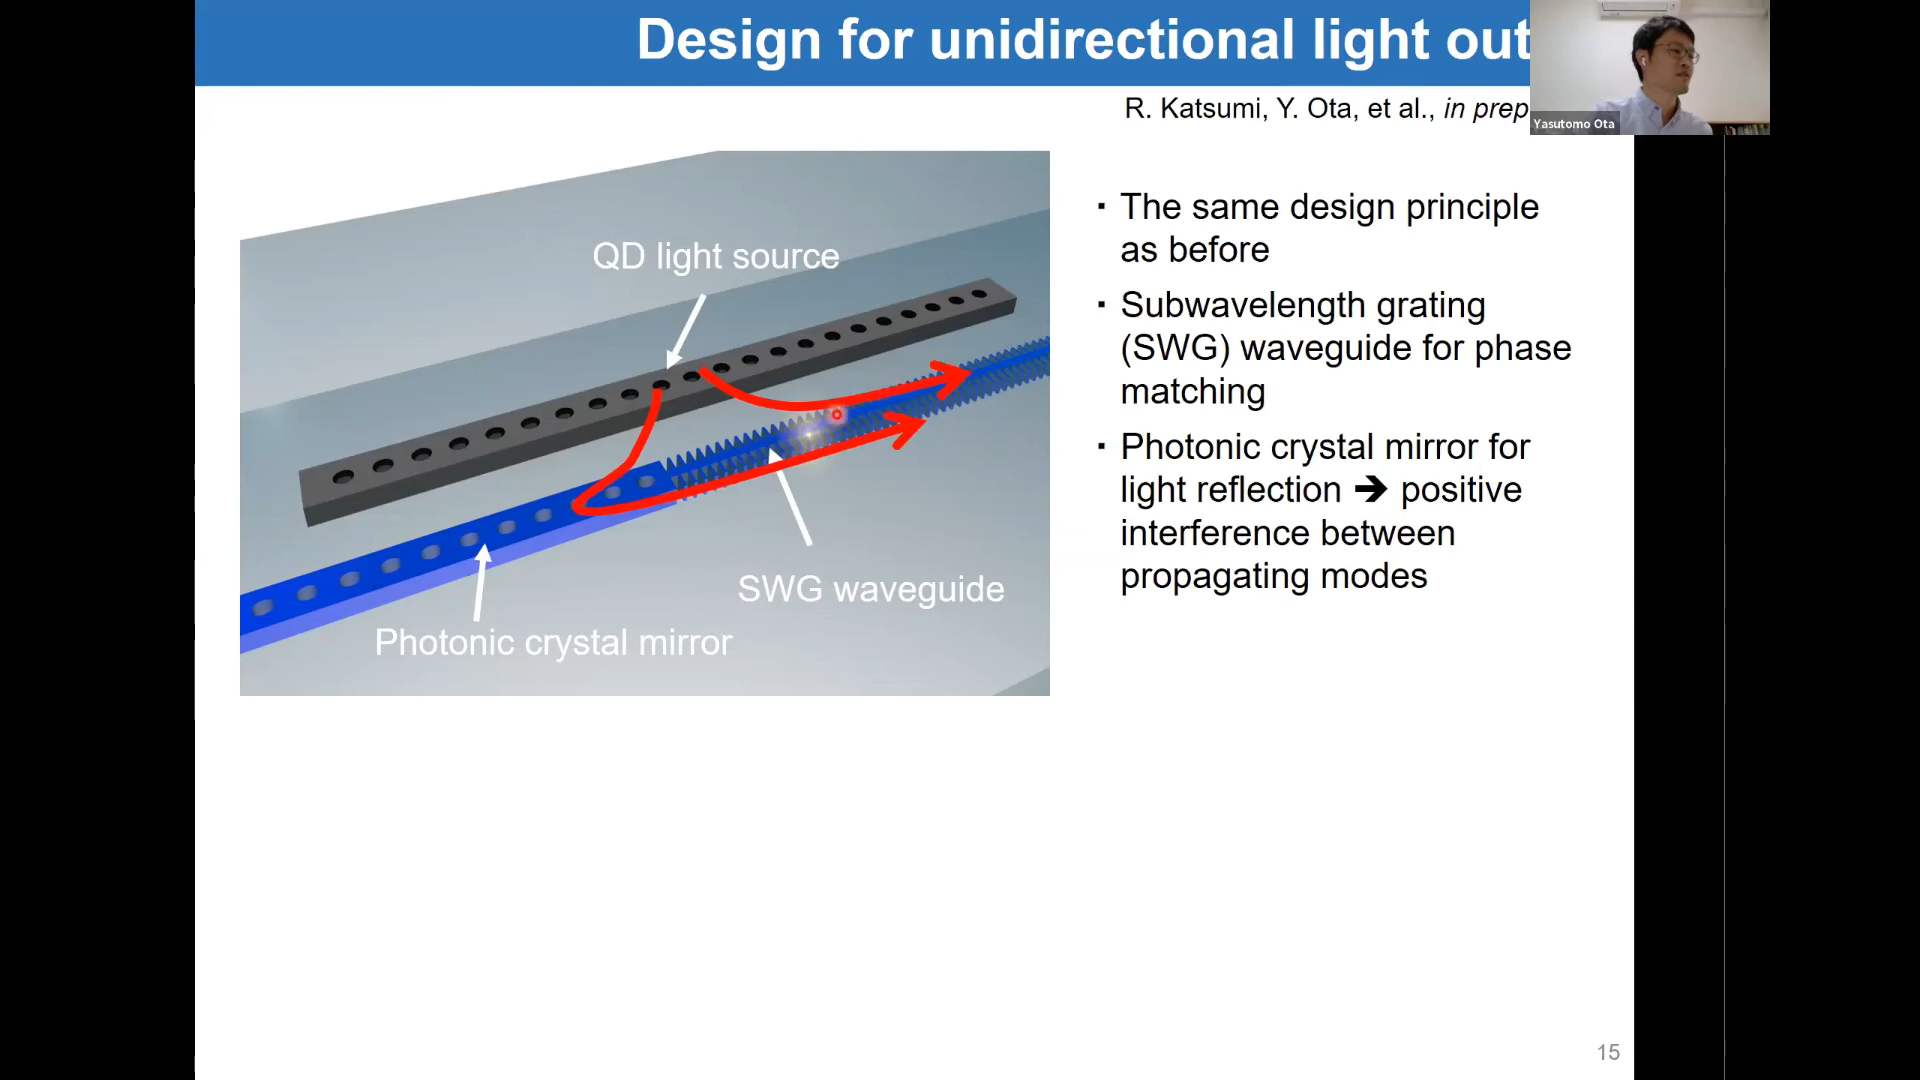 Design for unidirectional light out
R. Katsumi, Y. Ota, et al., in prep
Yasutomo Ota
QD light source
SWG waveguide
Photonic crystal mirror
▪ The same design principle
as before
▪ Subwavelength grating
(SWG) waveguide for phase
matching
▪ Photonic crystal mirror for
light reflection ➔ positive
interference between
propagating modes
15